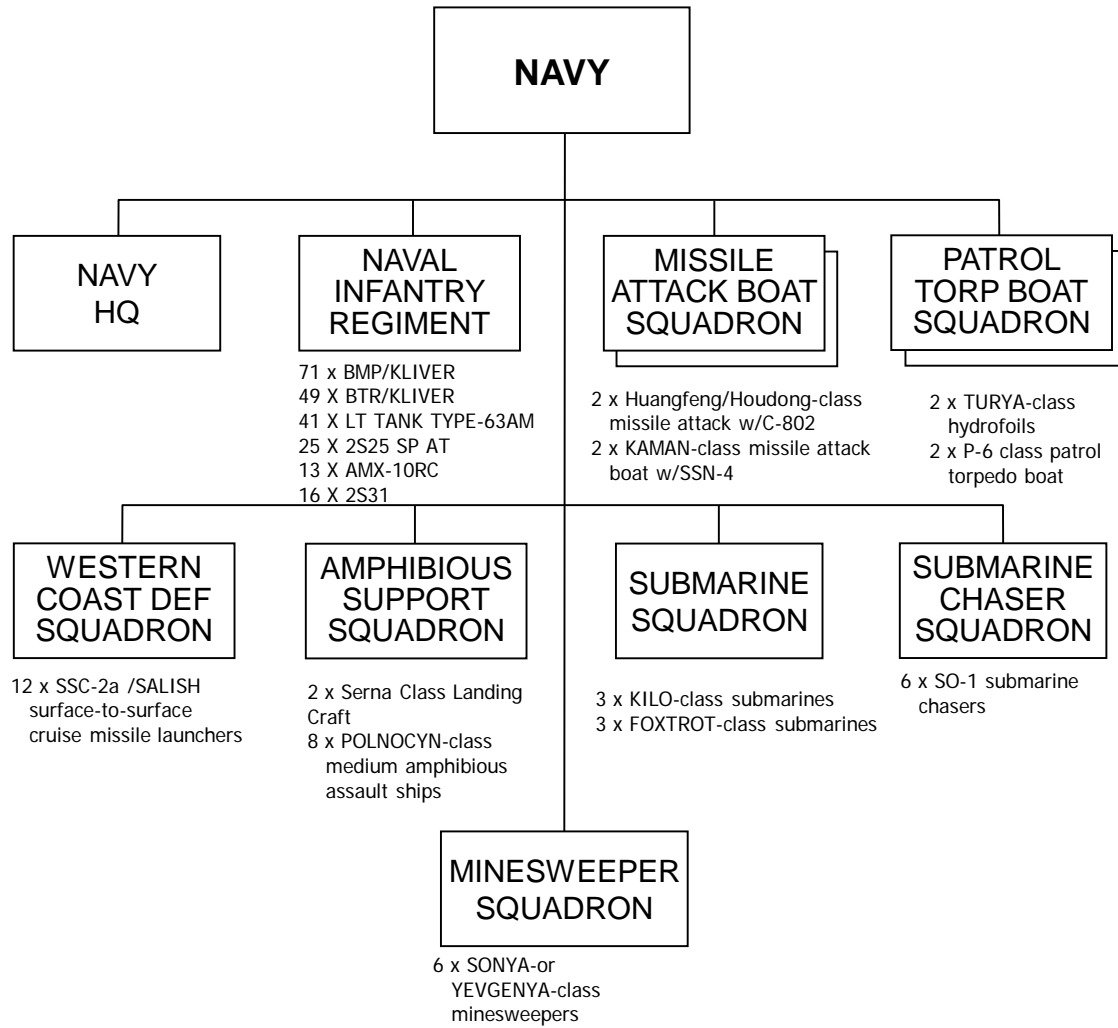 NAVY
NAVY
HQ
NAVAL
INFANTRY
REGIMENT
71 x BMP/KLIVER
49 X BTR/KLIVER
41 X LT TANK TYPE-63AM
25 X 2S25 SP AT
13 X AMX-10RC
16 X 2S31
MISSILE
ATTACK BOAT
SQUADRON
2 x Huangfeng/Houdong-class
missile attack w/C-802
2 x KAMAN-class missile attack
boat w/SSN-4
PATROL
TORP BOAT
SQUADRON
2 x TURYA-class
hydrofoils
2 x P-6 class patrol
torpedo boat
WESTERN
COAST DEF
SQUADRON
12 x SSC-2a /SALISH
surface-to-surface
cruise missile launchers
AMPHIBIOUS
SUPPORT
SQUADRON
2 x Serna Class Landing
Craft
8 x POLNOCYN-class
medium amphibious
assault ships
SUBMARINE
SQUADRON
3 x KILO-class submarines
3 x FOXTROT-class submarines
SUBMARINE
CHASER
SQUADRON
6 x SO-1 submarine
chasers
MINESWEEPER
SQUADRON
6 x SONYA-or
YEVGENYA-class
minesweepers